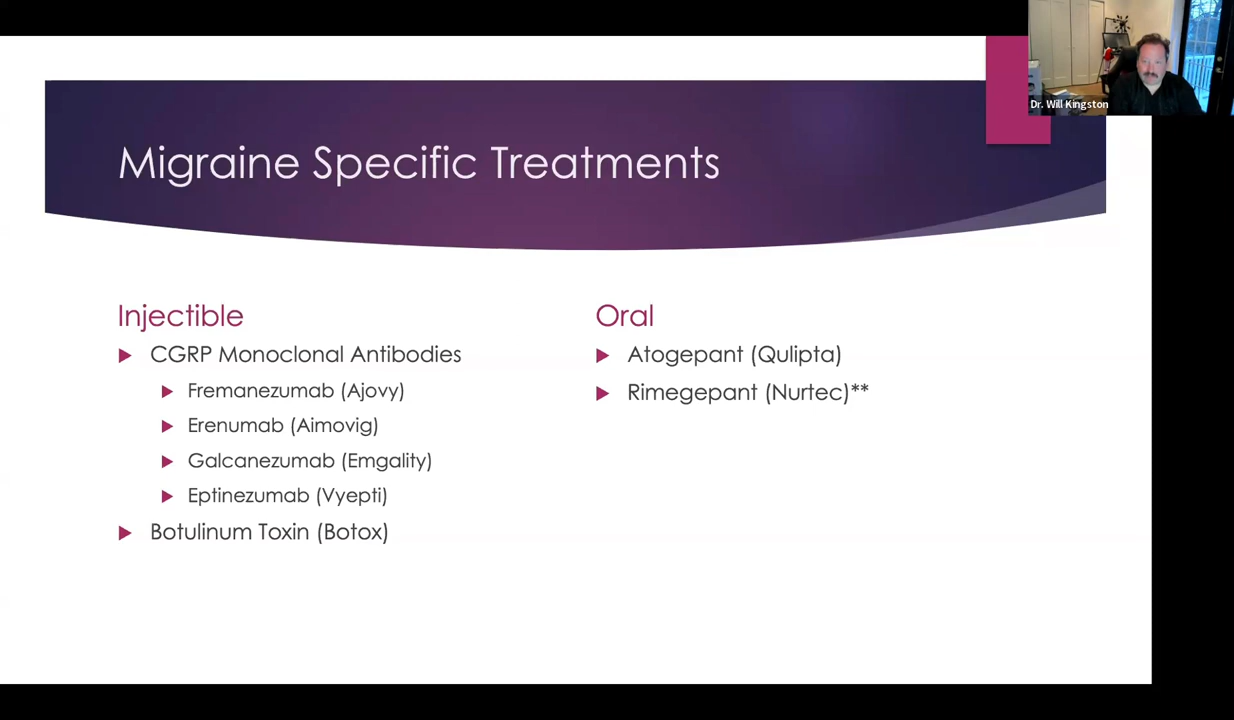 Dr. Will Kingston
Migraine Specific Treatments
Injectible
CGRP Monoclonal Antibodies
Fremanezumab (Ajovy)
Erenumab (Aimovig)
Galcanezumab (Emgality)
Eptinezumab (Vyepti)
Botulinum Toxin (Botox)
Oral
Atogepant (Qulipta)
Rimegepant (Nurtec)**